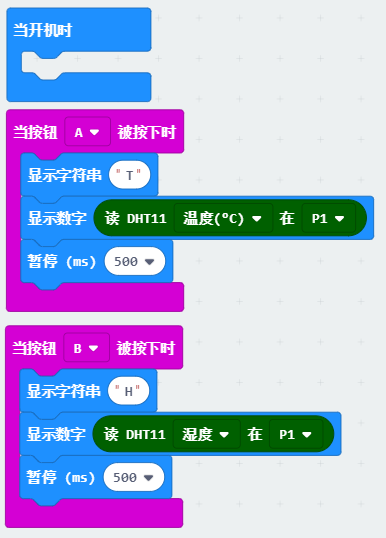 当开机时
当按钮 A 被按下时
显示字符串 "T"
显示数字 读 DHT11 温度(ºC) 在 P1
暂停 (ms) 500
当按钮 B 被按下时
显示字符串 "H"
显示数字 读 DHT11 湿度 在 P1
暂停 (ms) 500